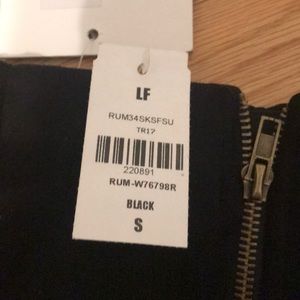 LF
RUM34SKSFSU
TR17
220891
RUM-W76798R
BLACK
S